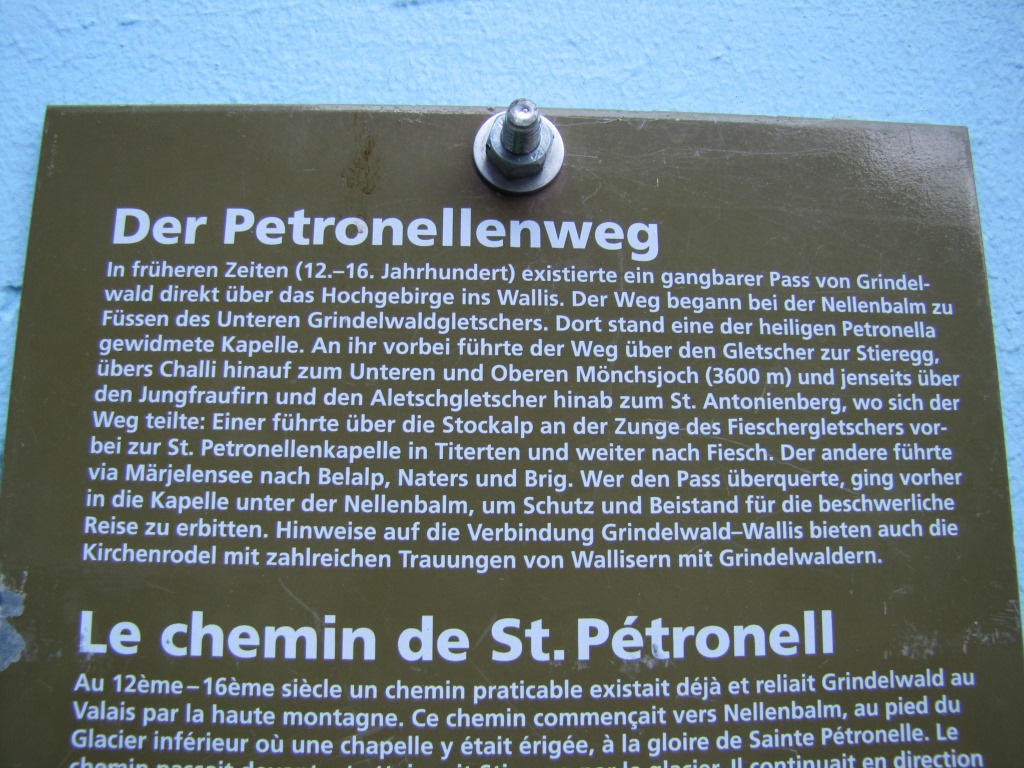 Der Petronellenweg
In früheren Zeiten (12.–16. Jahrhundert) existierte ein gangbarer Pass von Grindel-
wald direkt über das Hochgebirge ins Wallis. Der Weg begann bei der Nellenbalm zu
Füssen des Unteren Grindelwaldgletschers. Dort stand eine der heiligen Petronella
gewidmete Kapelle. An ihr vorbei führte der Weg über den Gletscher zur Stieregg,
übers Challi hinauf zum Unteren und Oberen Mönchsjoch (3600 m) und jenseits über
den Jungfraufirn und den Aletschgletscher hinab zum St. Antonienberg, wo sich der
Weg teilte: Einer führte über die Stockalp an der Zunge des Fieschergletschers vor-
bei zur St. Petronellenkapelle in Titerten und weiter nach Fiesch. Der andere führte
via Märjelensee nach Belalp, Naters und Brig. Wer den Pass überquerte, ging vorher
in die Kapelle unter der Nellenbalm, um Schutz und Beistand für die beschwerliche
Reise zu erbitten. Hinweise auf die Verbindung Grindelwald–Wallis bieten auch die
Kirchenrodel mit zahlreichen Trauungen von Wallisern mit Grindelwaldern.
Le chemin de St. Pétronell
Au 12ème–16ème siècle un chemin praticable existait déjà et reliait Grindelwald au
Valais par la haute montagne. Ce chemin commençait vers Nellenbalm, au pied du
Glacier inférieur où une chapelle y était érigée, à la gloire de Sainte Pétronelle. Le
chemin passait le glacier. Il continuait en direction